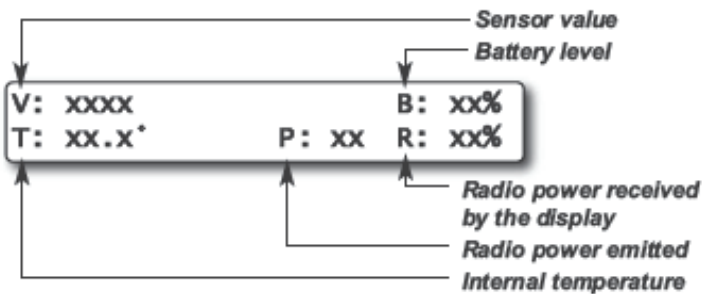 Sensor value
Battery level
V: xxxx B: xx%
T: xx.x° P: xx R: xx%
Radio power received
by the display
Radio power emitted
Internal temperature